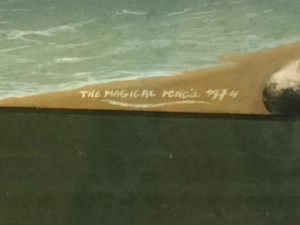 THE MAGICAL PENCIL 1974